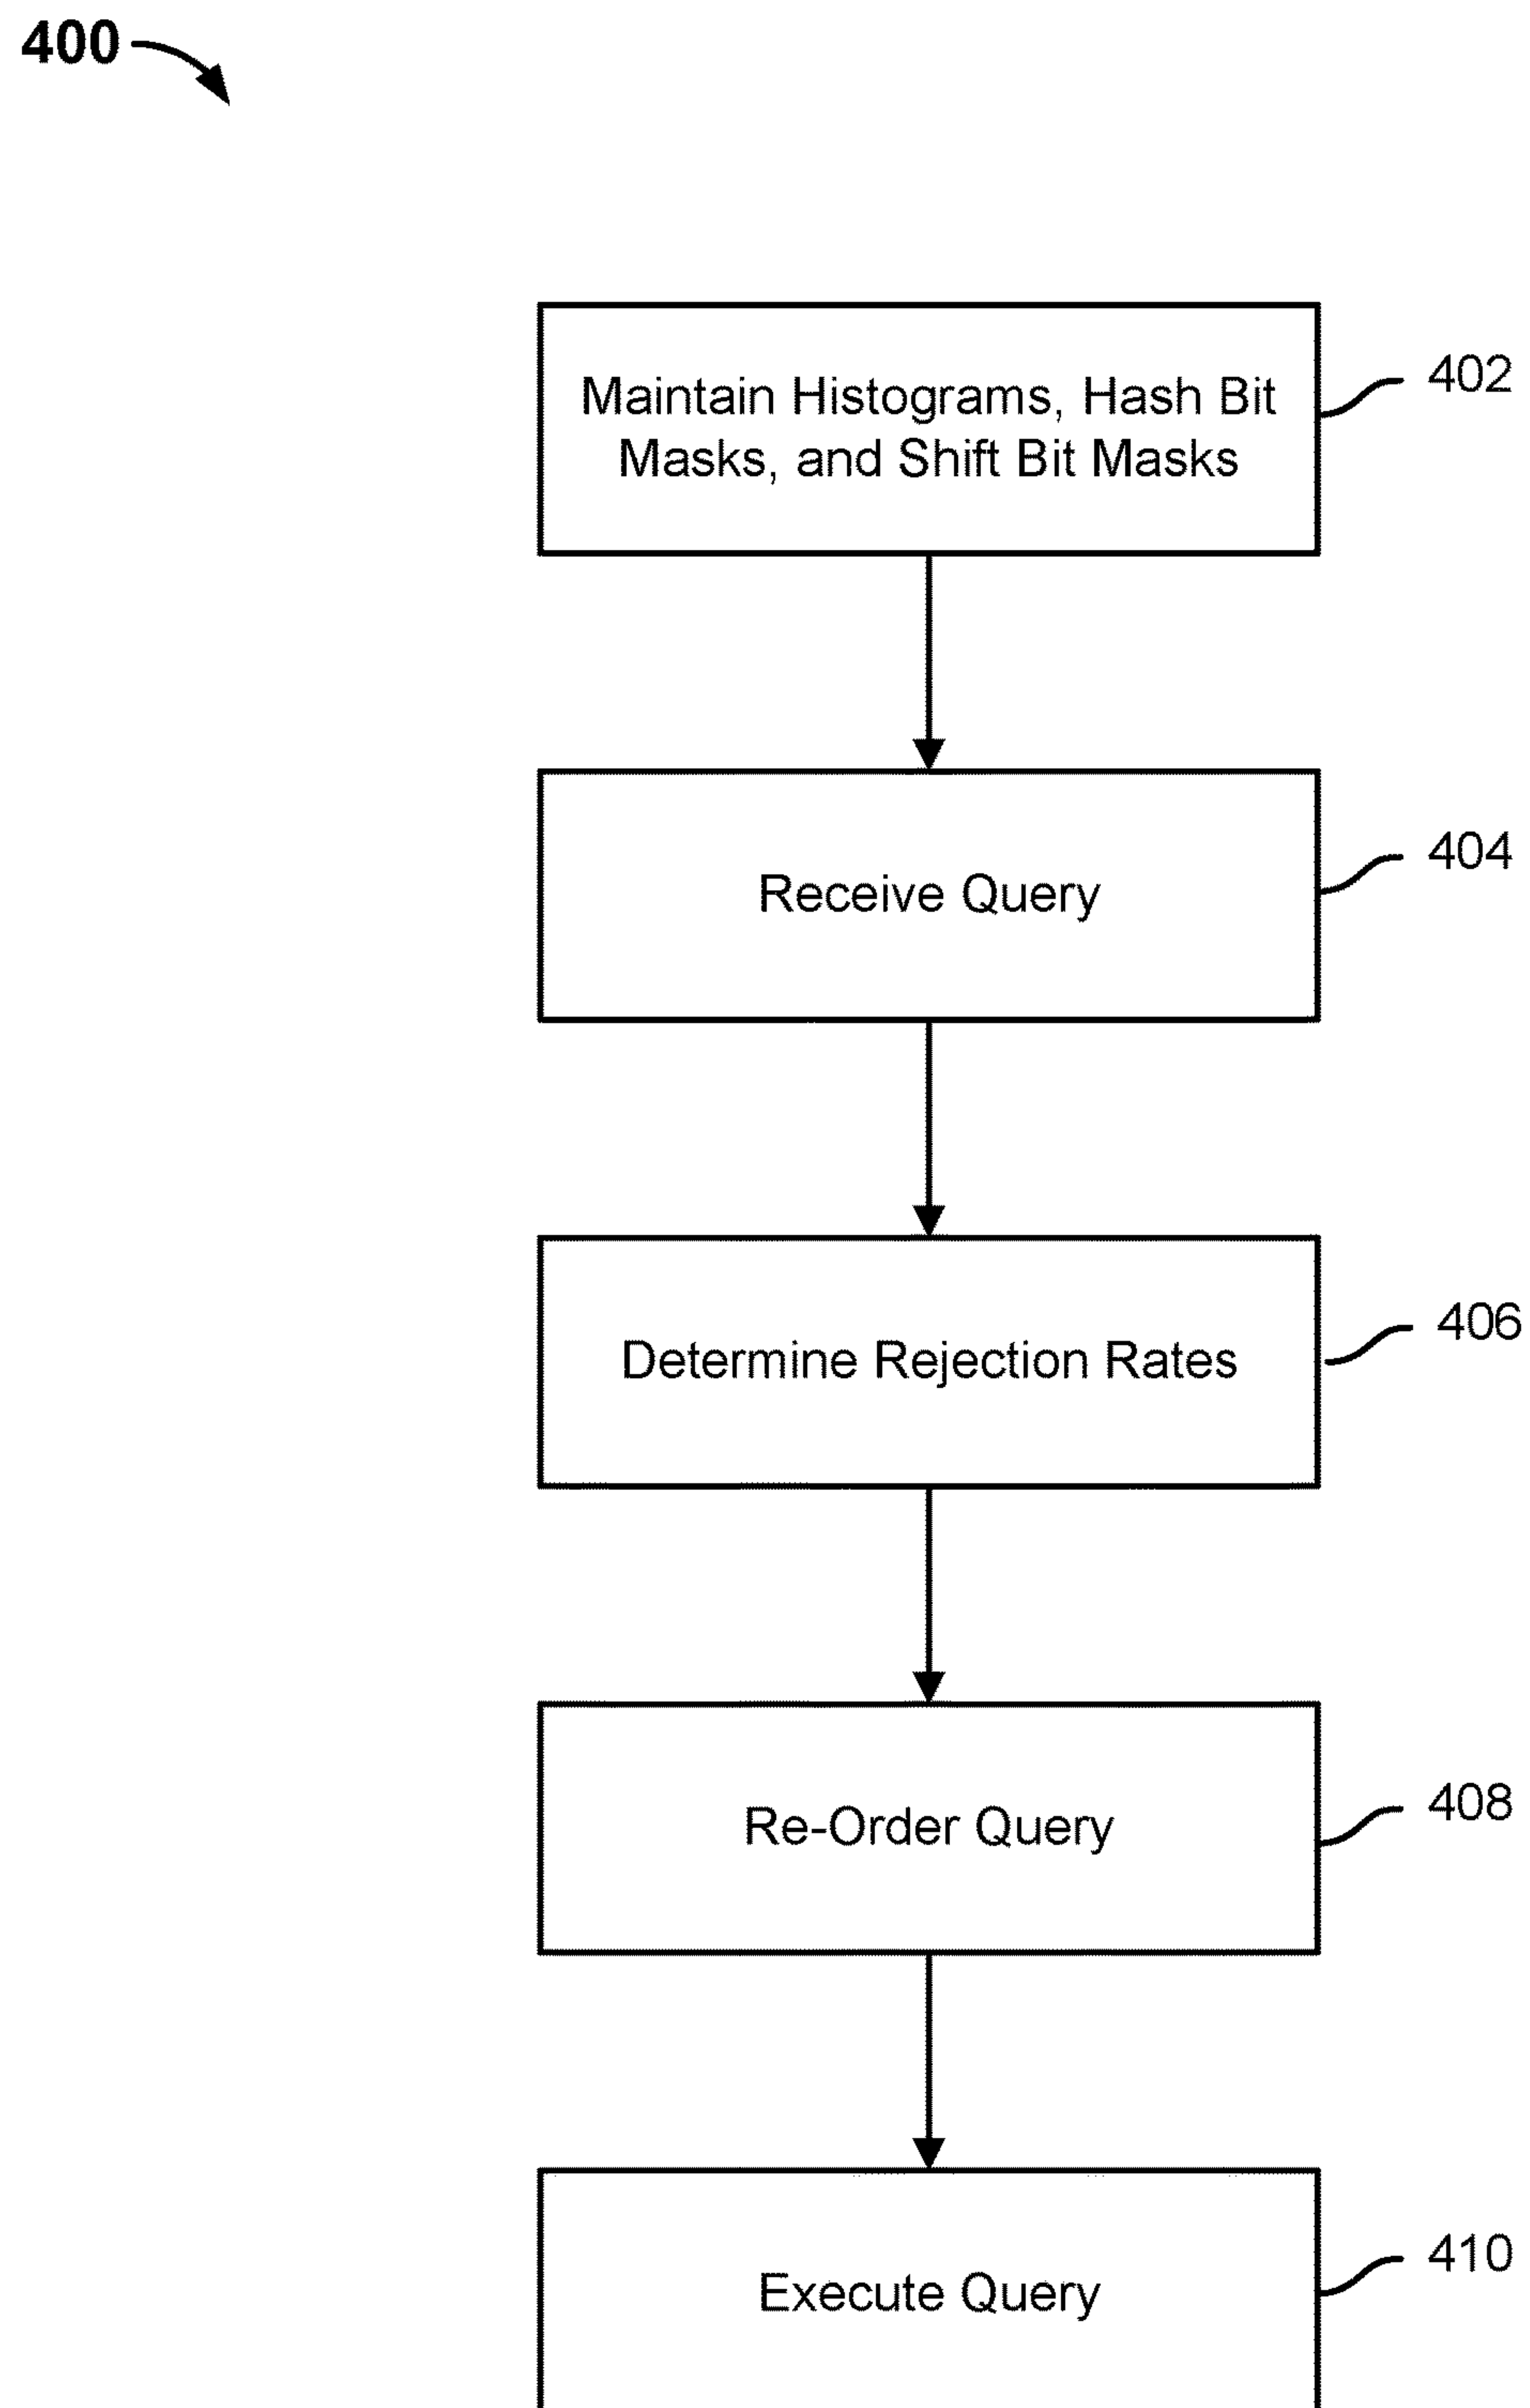 400
Maintain Histograms, Hash Bit
Masks, and Shift Bit Masks
402
Receive Query
404
Determine Rejection Rates
406
Re-Order Query
408
Execute Query
410